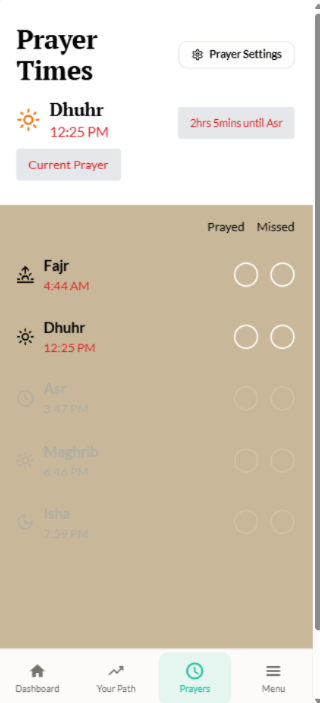 Prayer
Times
Prayer Settings
Dhuhr
12:25 PM
2hrs 5mins until Asr
Current Prayer
Prayed Missed
Fajr
4:44 AM
Dhuhr
12:25 PM
Asr
3:47 PM
Maghrib
6:46 PM
Isha
7:59 PM
Dashboard
Your Path
Prayers
Menu